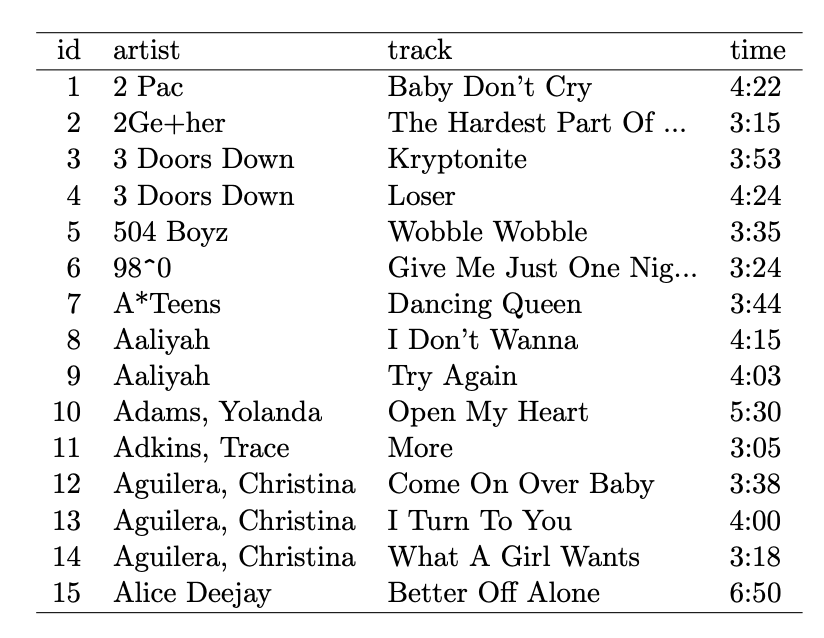 id artist track time
1 2 Pac Baby Don’t Cry 4:22
2 2Ge+her The Hardest Part Of ... 3:15
3 3 Doors Down Kryptonite 3:53
4 3 Doors Down Loser 4:24
5 504 Boyz Wobble Wobble 3:35
6 98^0 Give Me Just One Nig... 3:24
7 A*Teens Dancing Queen 3:44
8 Aaliyah I Don’t Wanna 4:15
9 Aaliyah Try Again 4:03
10 Adams, Yolanda Open My Heart 5:30
11 Adkins, Trace More 3:05
12 Aguilera, Christina Come On Over Baby 3:38
13 Aguilera, Christina I Turn To You 4:00
14 Aguilera, Christina What A Girl Wants 3:18
15 Alice Deejay Better Off Alone 6:50